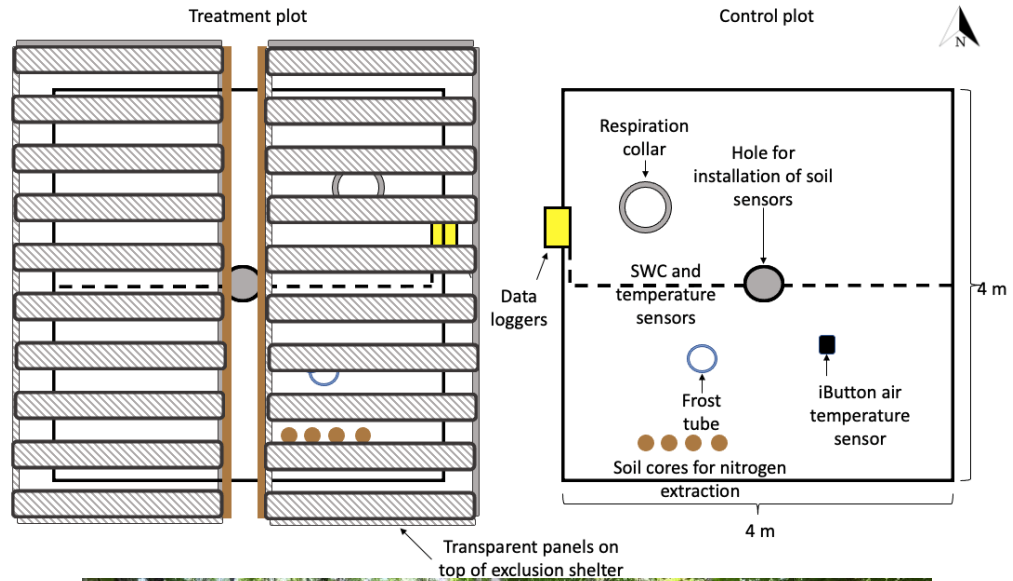 Treatment plot
Control plot
N
Respiration
collar
Hole for
installation of soil
sensors
Data
loggers
SWC and
temperature
sensors
4 m
Frost
tube
iButton air
temperature
sensor
Soil cores for nitrogen
extraction
4 m
Transparent panels on
top of exclusion shelter